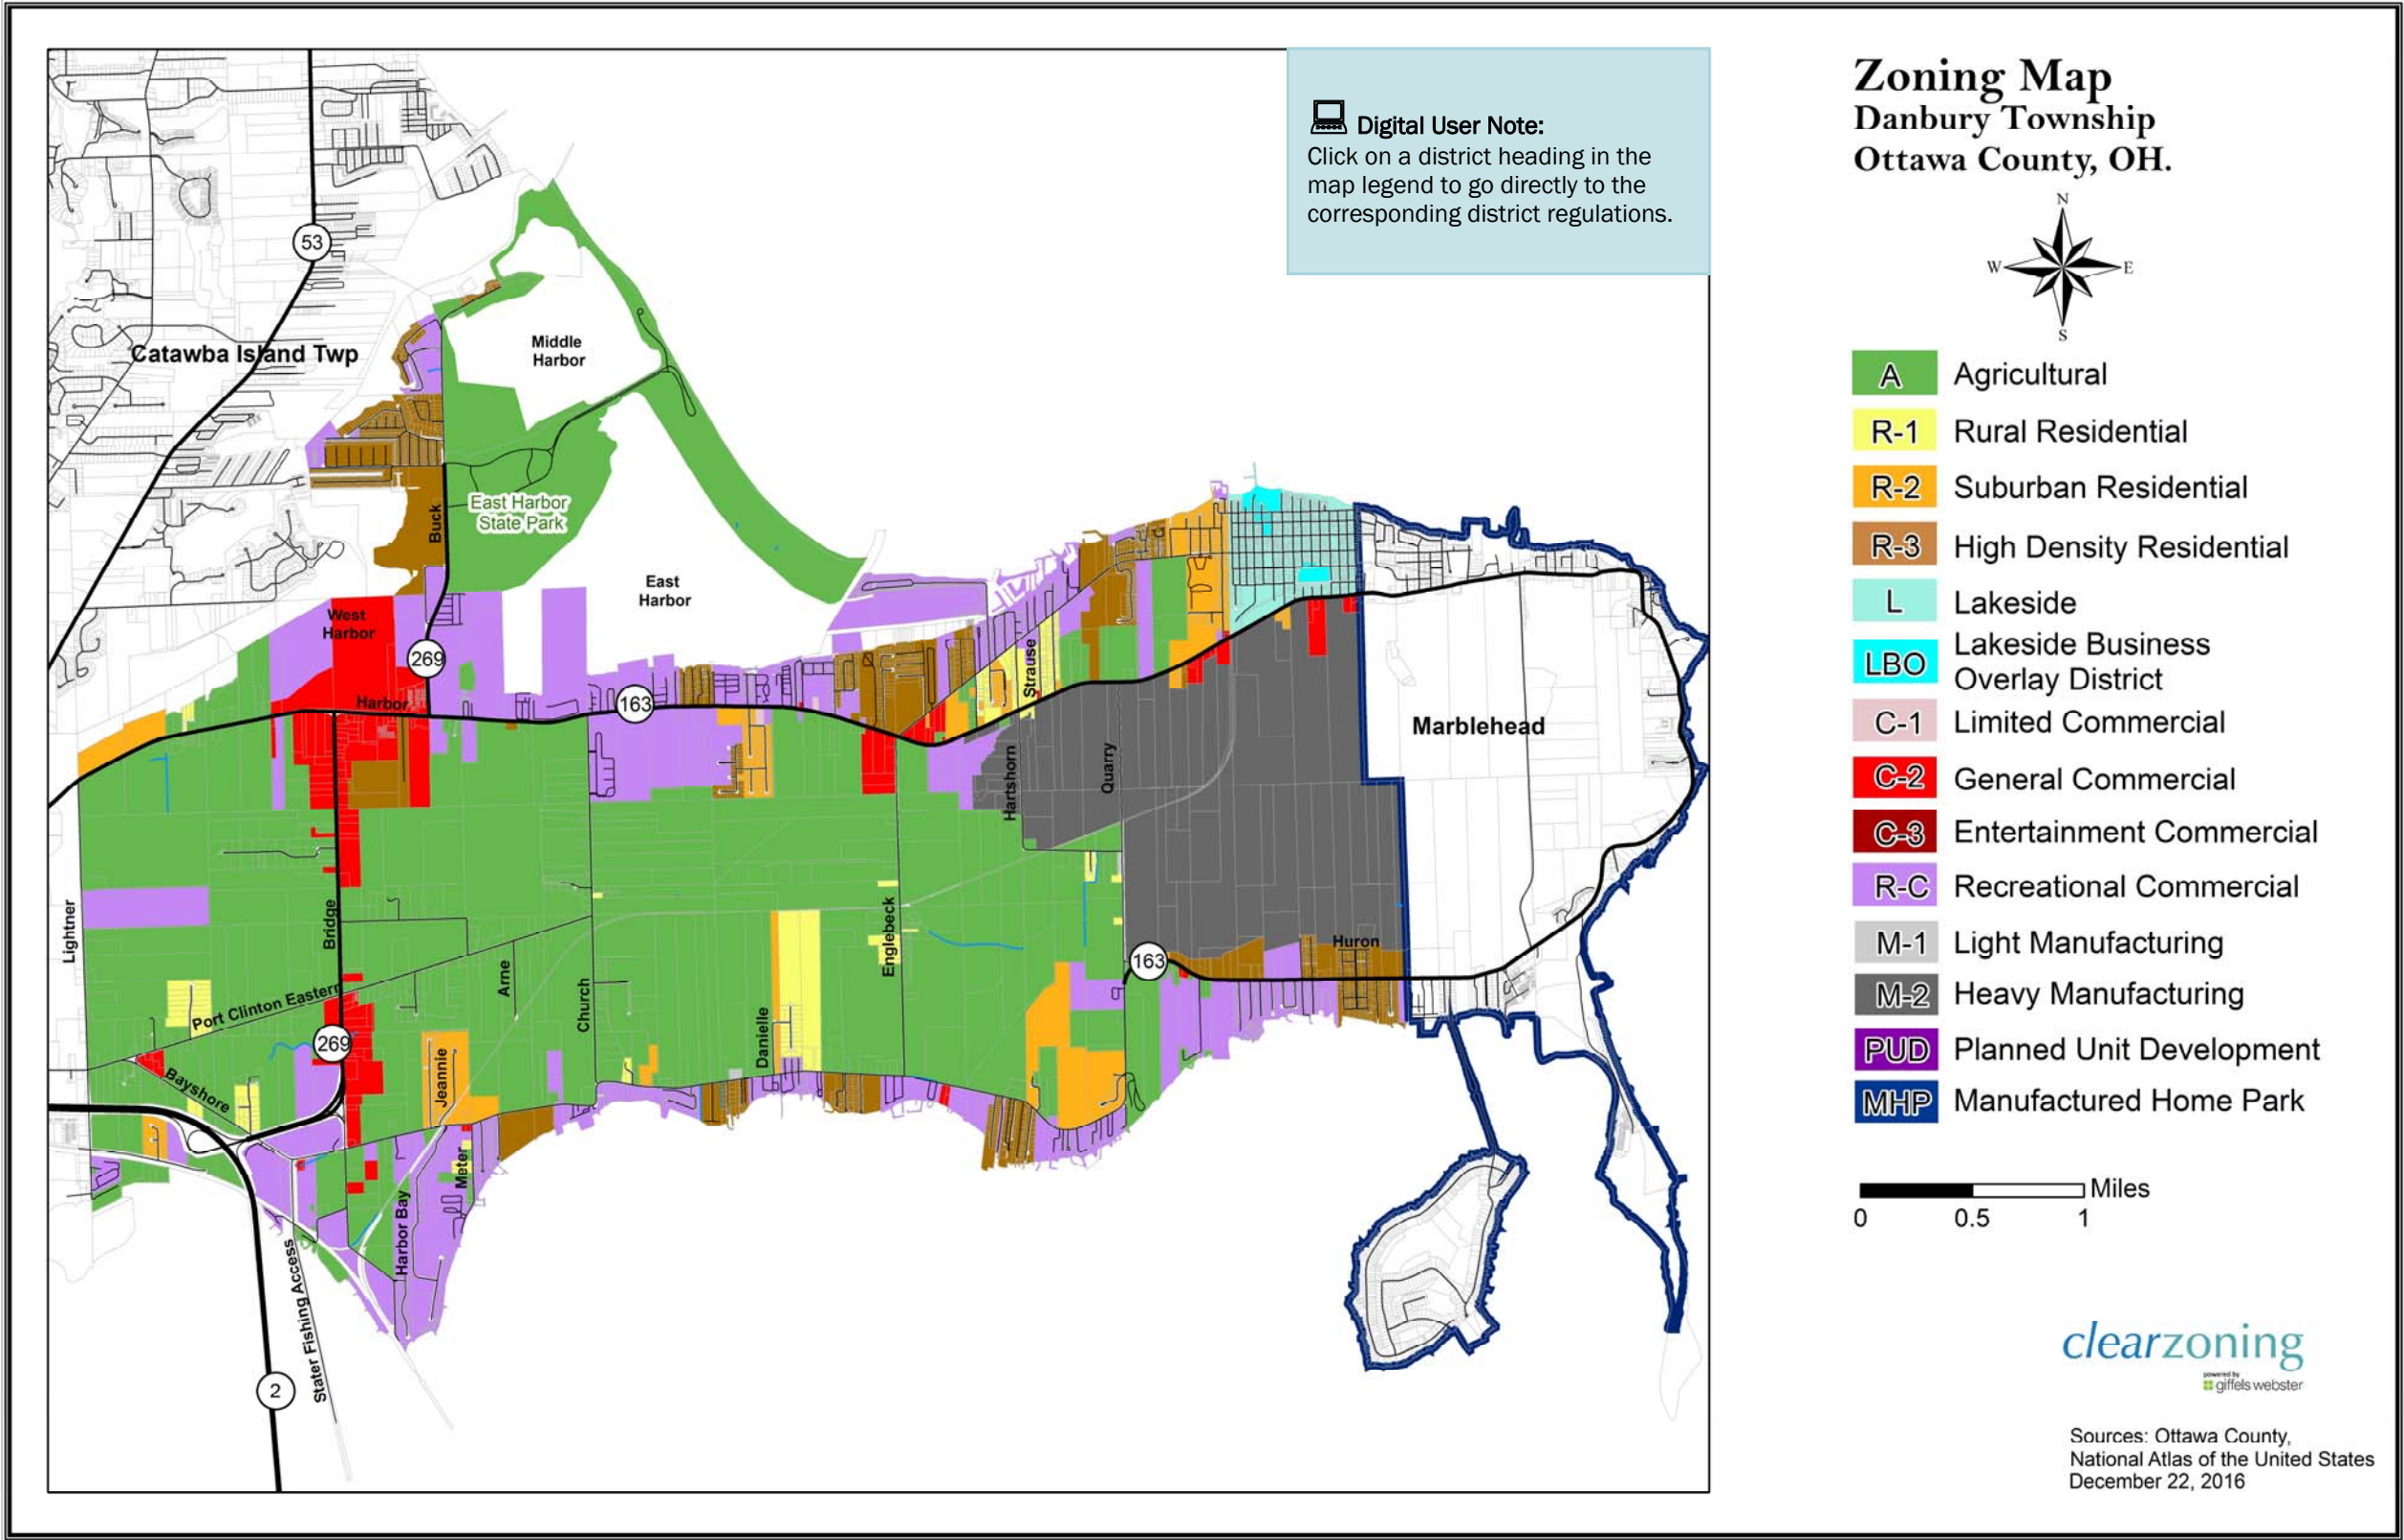 Digital User Note:
Click on a district heading in the
map legend to go directly to the
corresponding district regulations.
Zoning Map
Danbury Township
Ottawa County, OH.
N
W
E
S
A Agricultural
R-1 Rural Residential
R-2 Suburban Residential
R-3 High Density Residential
L Lakeside
LBO Lakeside Business
Overlay District
C-1 Limited Commercial
C-2 General Commercial
C-3 Entertainment Commercial
R-C Recreational Commercial
M-1 Light Manufacturing
M-2 Heavy Manufacturing
PUD Planned Unit Development
MHP Manufactured Home Park
Miles
0 0.5 1
clearzoning
powered by
giffels webster
Sources: Ottawa County,
National Atlas of the United States
December 22, 2016
53
Catawba Island Twp
Middle
Harbor
East Harbor
State Park
Buck
East
Harbor
West
Harbor
269
Harbor
163
Strause
Marblehead
Hartshorn
Quarry
Lightner
Bridge
Englebeck
Huron
163
Arne
Church
Port Clinton Eastern
Danielle
269
Jeannie
Bayshore
Meter
Harbor Bay
Stater Fishing Access
2